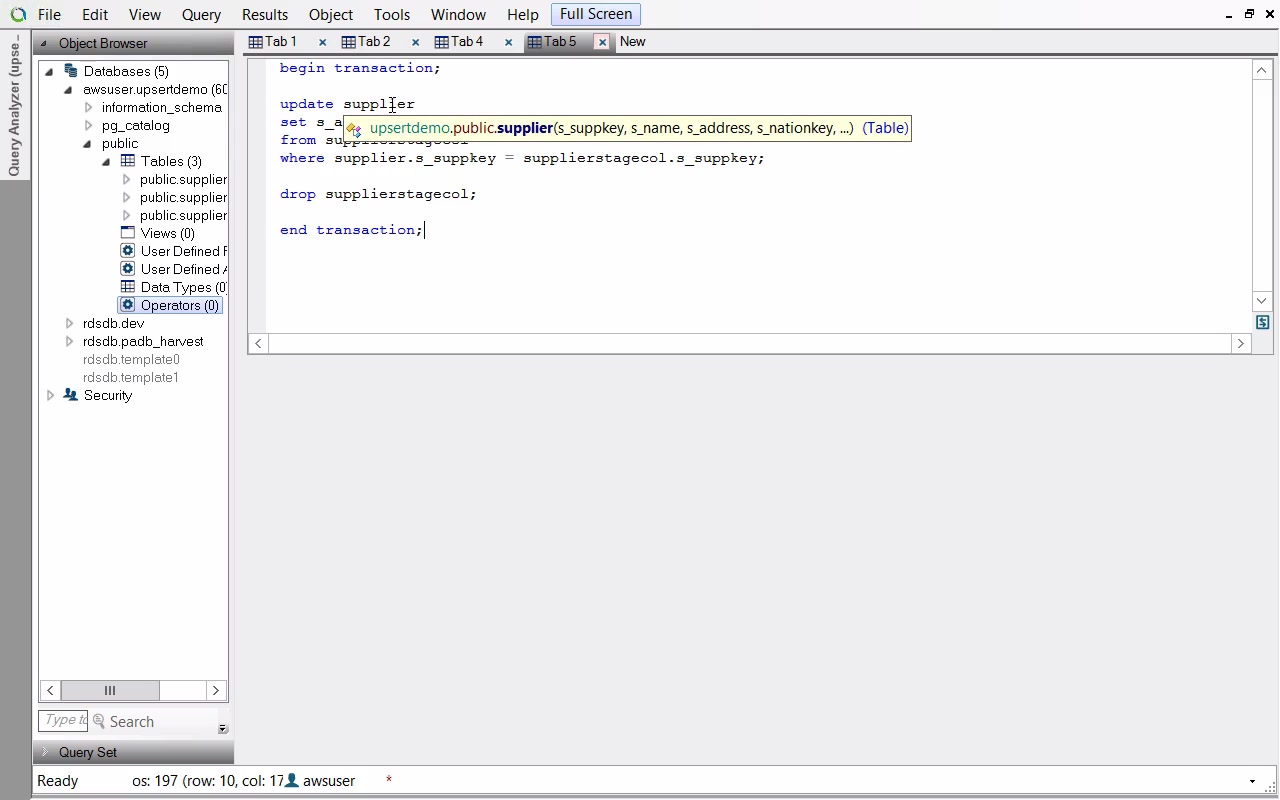 File Edit View Query Results Object Tools Window Help Full Screen
Query Analyzer (upse...
Object Browser
Tab 1 Tab 2 Tab 4 Tab 5 New
Databases (5)
awsuser.upsertdemo (60
information_schema
pg_catalog
public
Tables (3)
public.supplier
public.supplier
public.supplier
Views (0)
User Defined F
User Defined A
Data Types (0)
Operators (0)
rdsdb.dev
rdsdb.padb_harvest
rdsdb.template0
rdsdb.template1
Security
begin transaction;
update supplier
set s_a
upsertdemo.public.supplier(s_suppkey, s_name, s_address, s_nationkey, ...) (Table)
where supplier.s_suppkey = supplierstagecol.s_suppkey;
drop supplierstagecol;
end transaction;
Type to Search
Query Set
Ready os: 197 (row: 10, col: 17 awsuser *